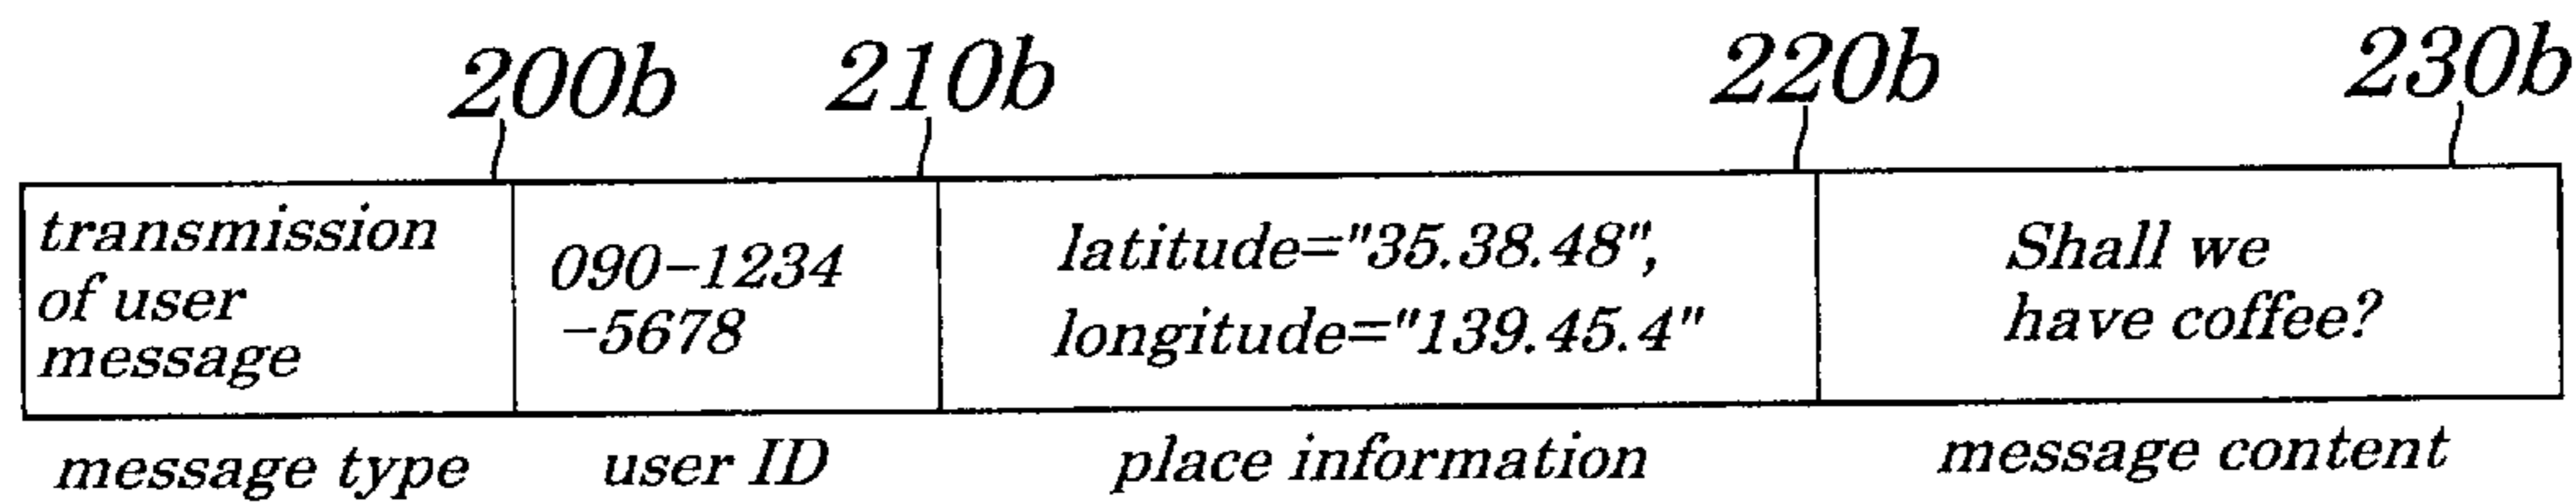 200b 210b 220b 230b
transmission
of user
message
090-1234
-5678
latitude="35.38.48",
longitude="139.45.4"
Shall we
have coffee?
message type user ID place information message content